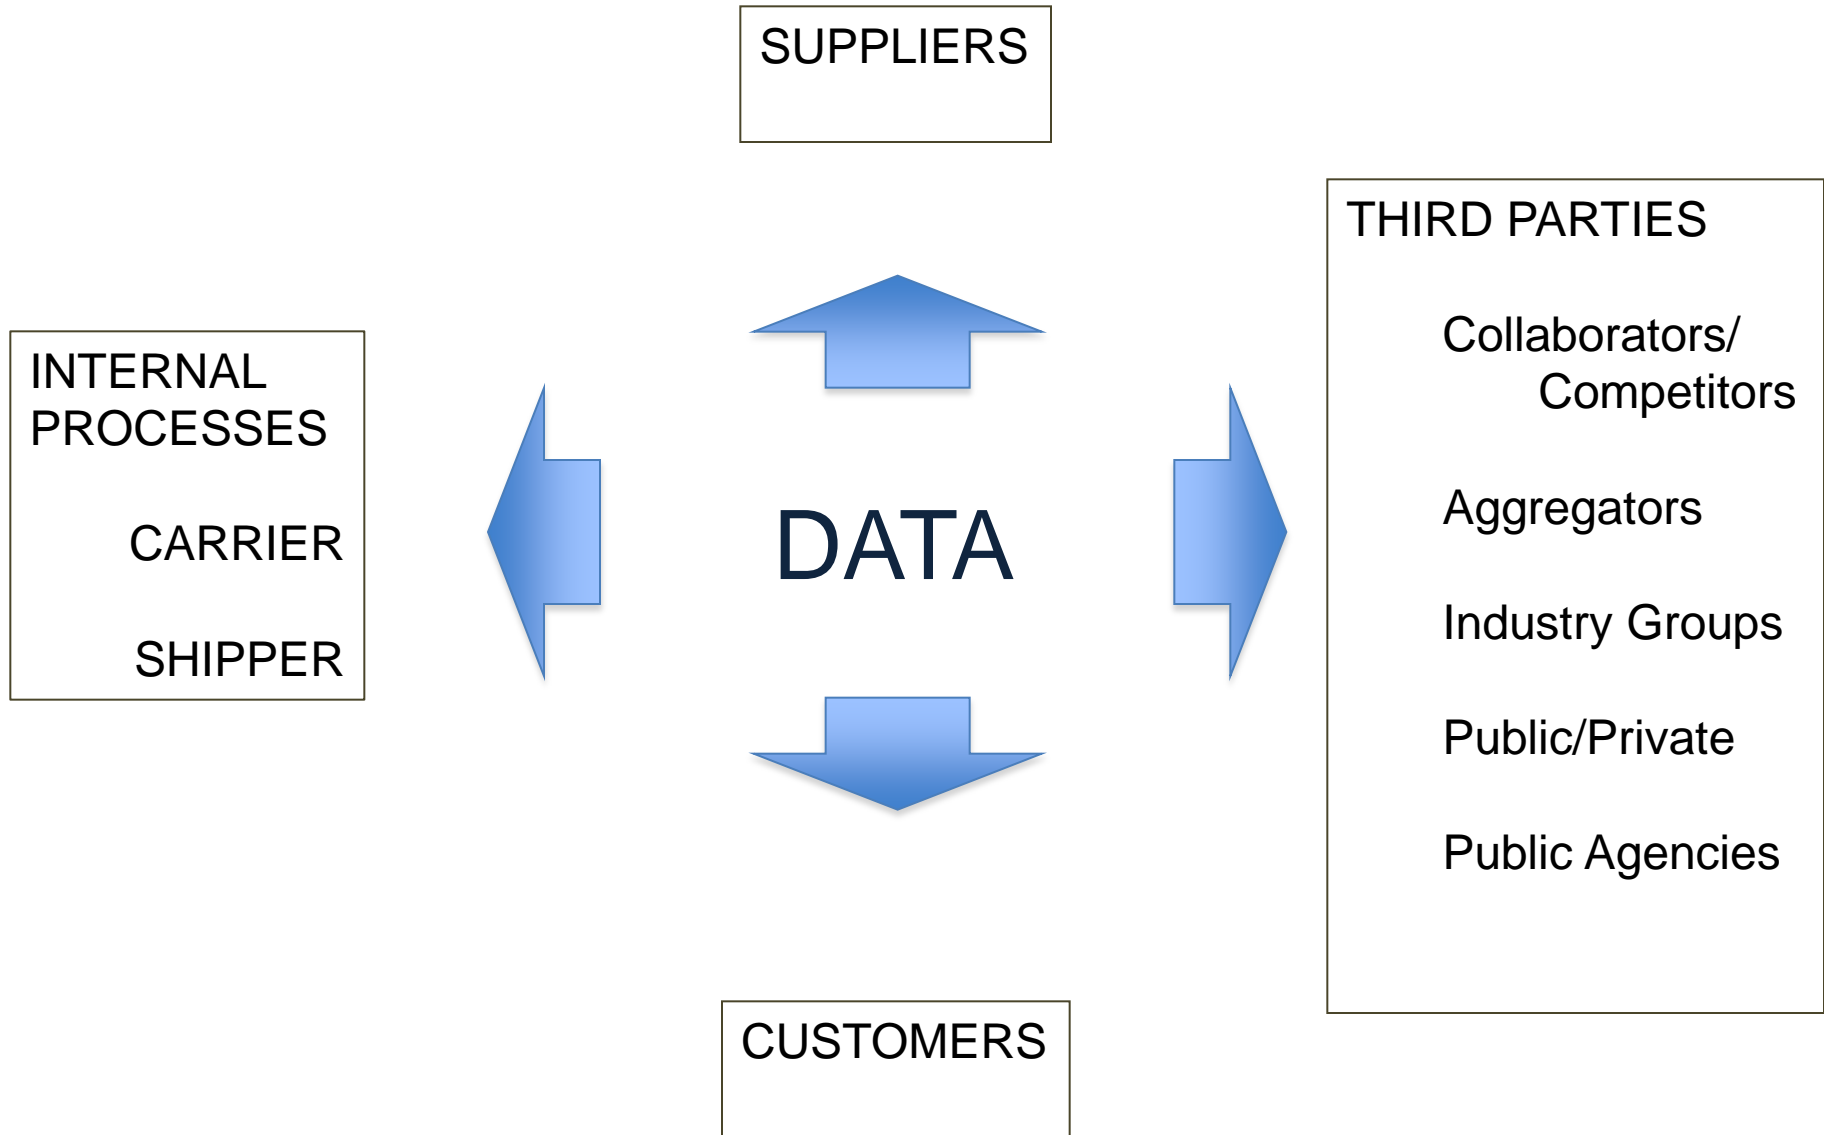 SUPPLIERS
INTERNAL
PROCESSES
CARRIER
SHIPPER
DATA
THIRD PARTIES
Collaborators/
Competitors
Aggregators
Industry Groups
Public/Private
Public Agencies
CUSTOMERS